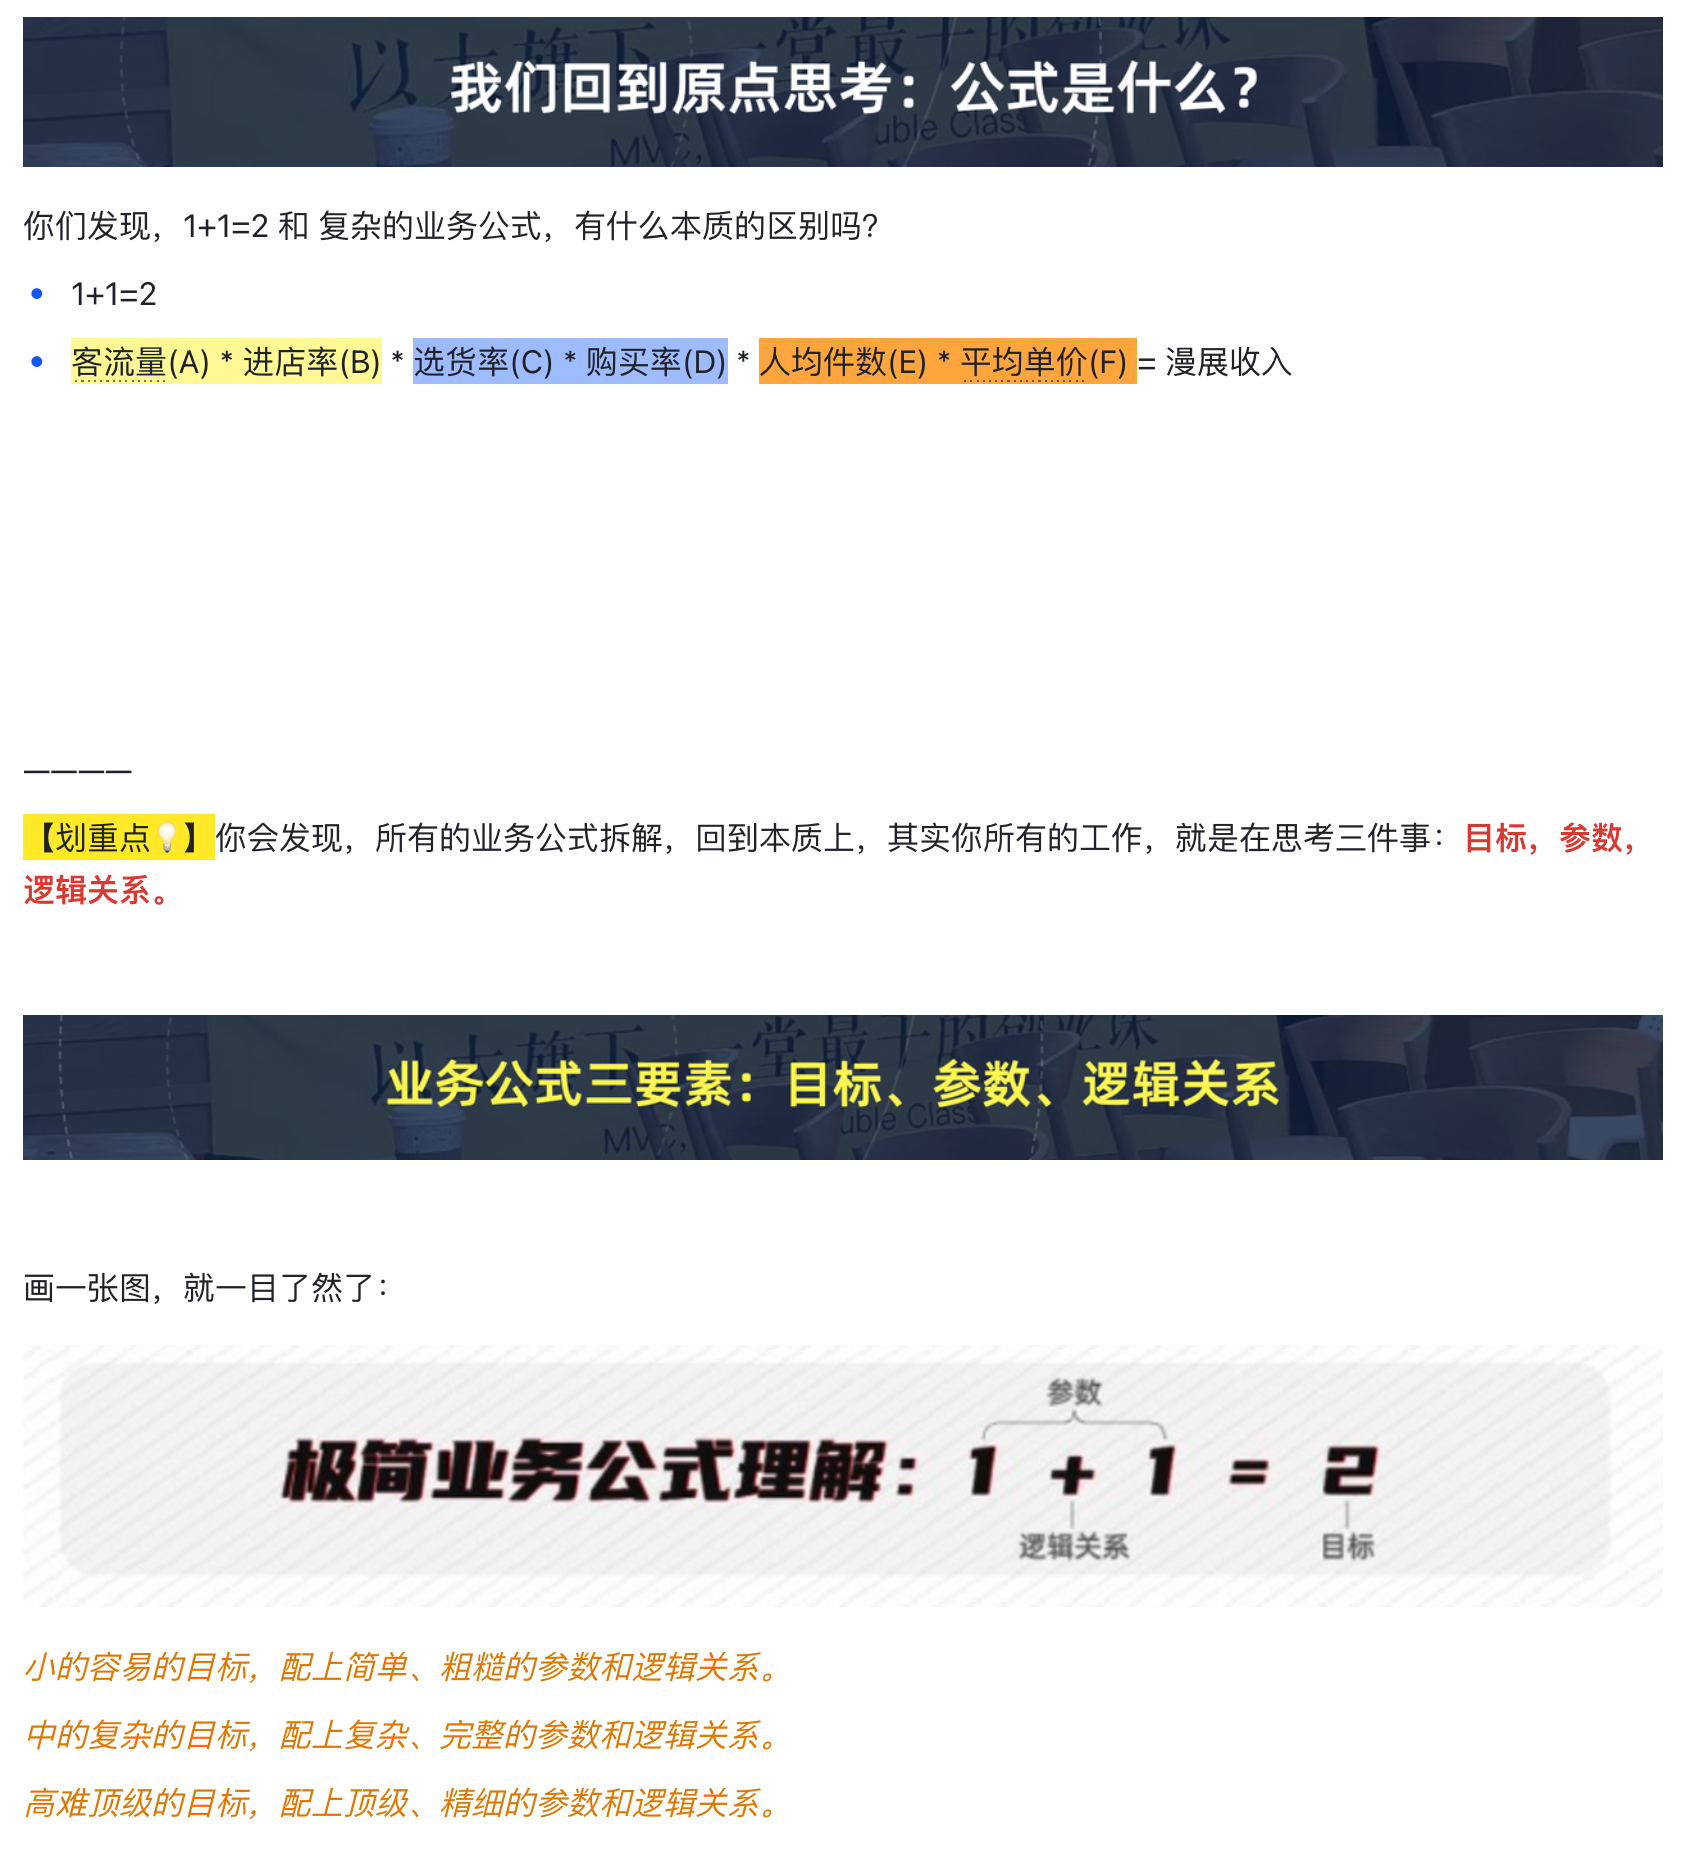 我们回到原点思考：公式是什么？
你们发现，1+1=2 和 复杂的业务公式，有什么本质的区别吗?
• 1+1=2
• 客流量(A) * 进店率(B) * 选货率(C) * 购买率(D) * 人均件数(E) * 平均单价(F) = 漫展收入
————
【划重点💡】你会发现，所有的业务公式拆解，回到本质上，其实你所有的工作，就是在思考三件事：目标，参数，
逻辑关系。
业务公式三要素：目标、参数、逻辑关系
画一张图，就一目了然了：
参数
极简业务公式理解：1 + 1 = 2
逻辑关系 目标
小的容易的目标，配上简单、粗糙的参数和逻辑关系。
中的复杂的目标，配上复杂、完整的参数和逻辑关系。
高难顶级的目标，配上顶级、精细的参数和逻辑关系。